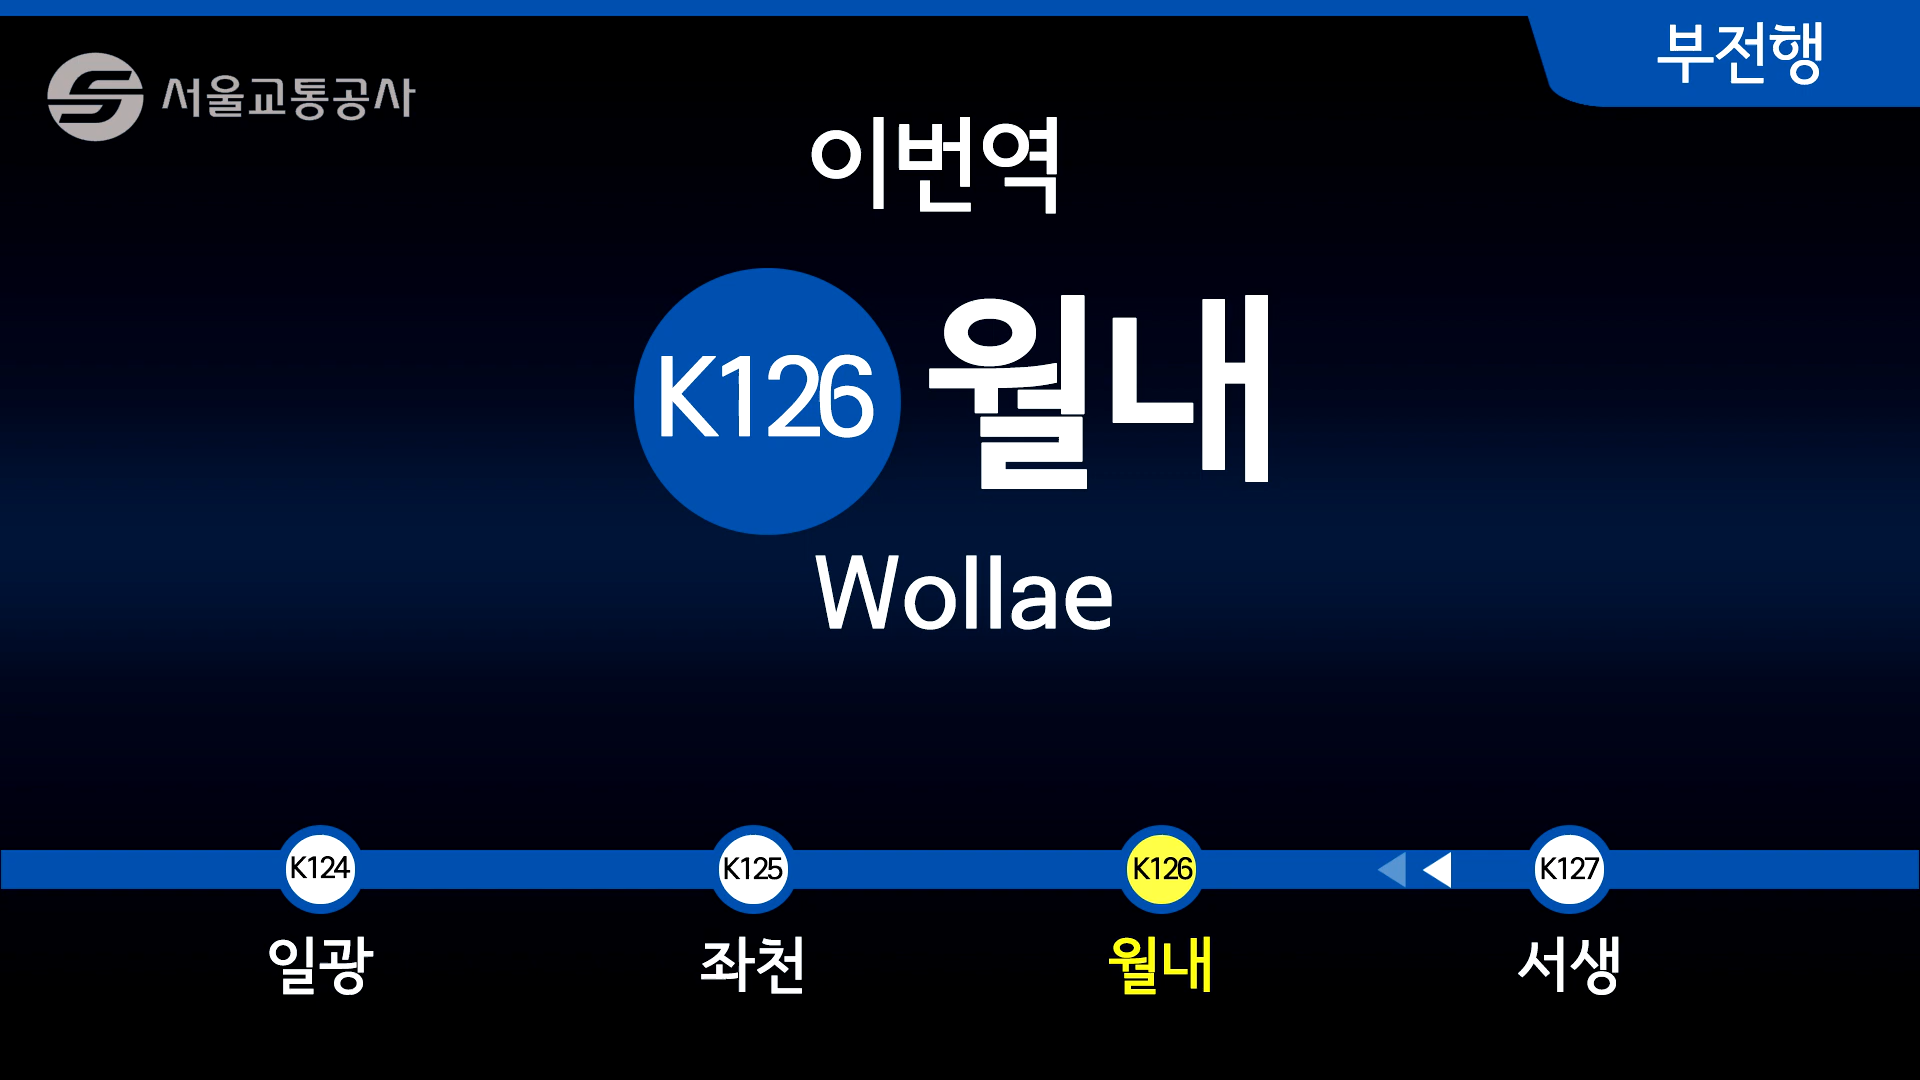 부전행
서울교통공사
이번역
K126 월내
Wollae
K124 K125 K126 K127
일광 좌천 월내 서생